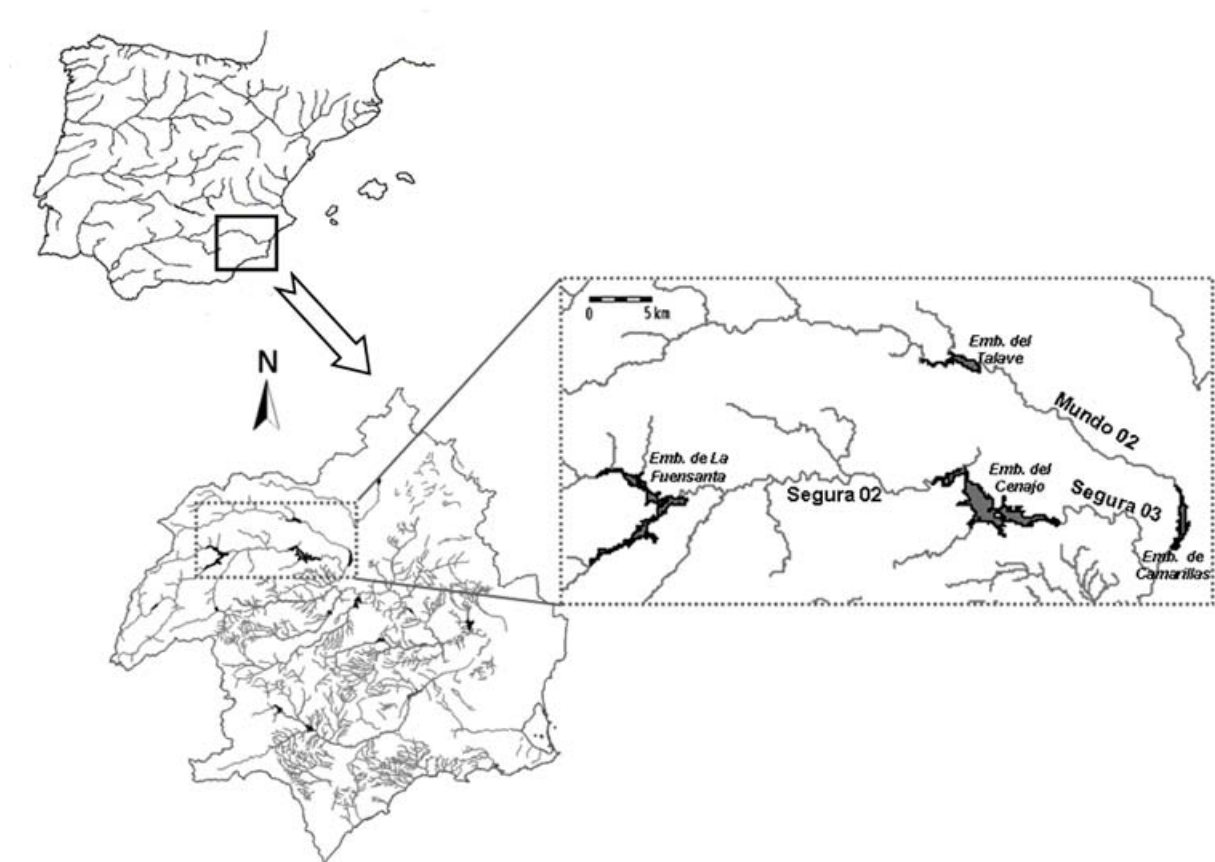 N
0 5 km
Emb. del
Talave
Mundo 02
Emb. de La
Fuensanta
Segura 02
Emb. del
Cenajo
Segura 03
Emb. de
Camarillas